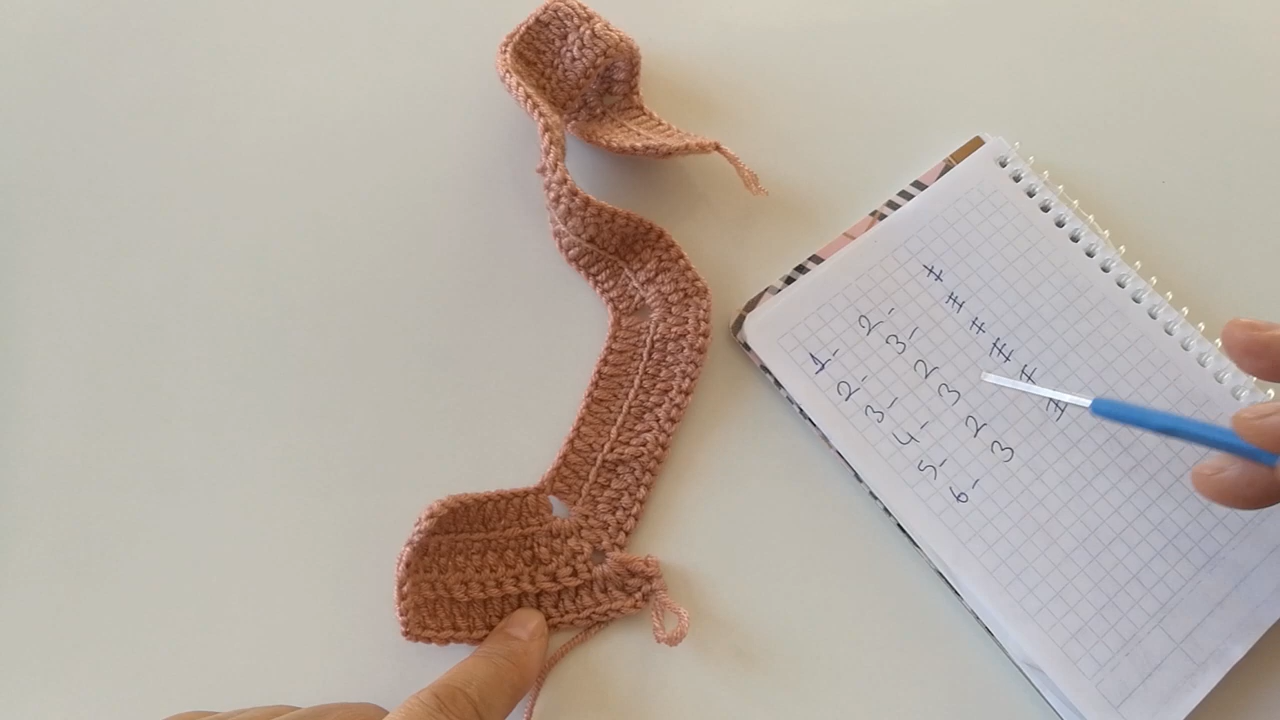 1- 2- ǂ
2- 3- ǂ
3- 2 ǂ
4- 3 ǂ
5- 2 ǂ
6- 3 ǂ